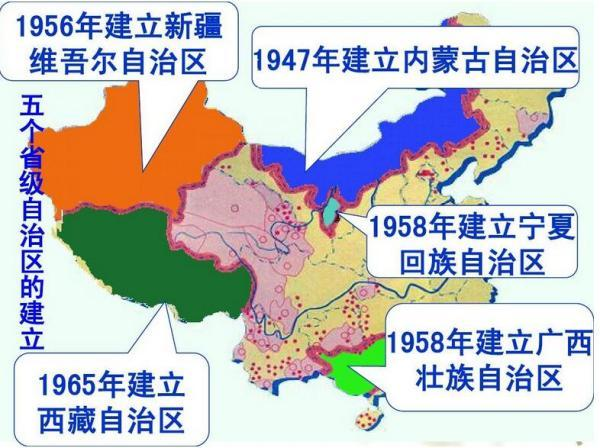 1956年建立新疆
维吾尔自治区
1947年建立内蒙古自治区
五个省级自治区的建立
1958年建立宁夏
回族自治区
1958年建立广西
壮族自治区
1965年建立
西藏自治区